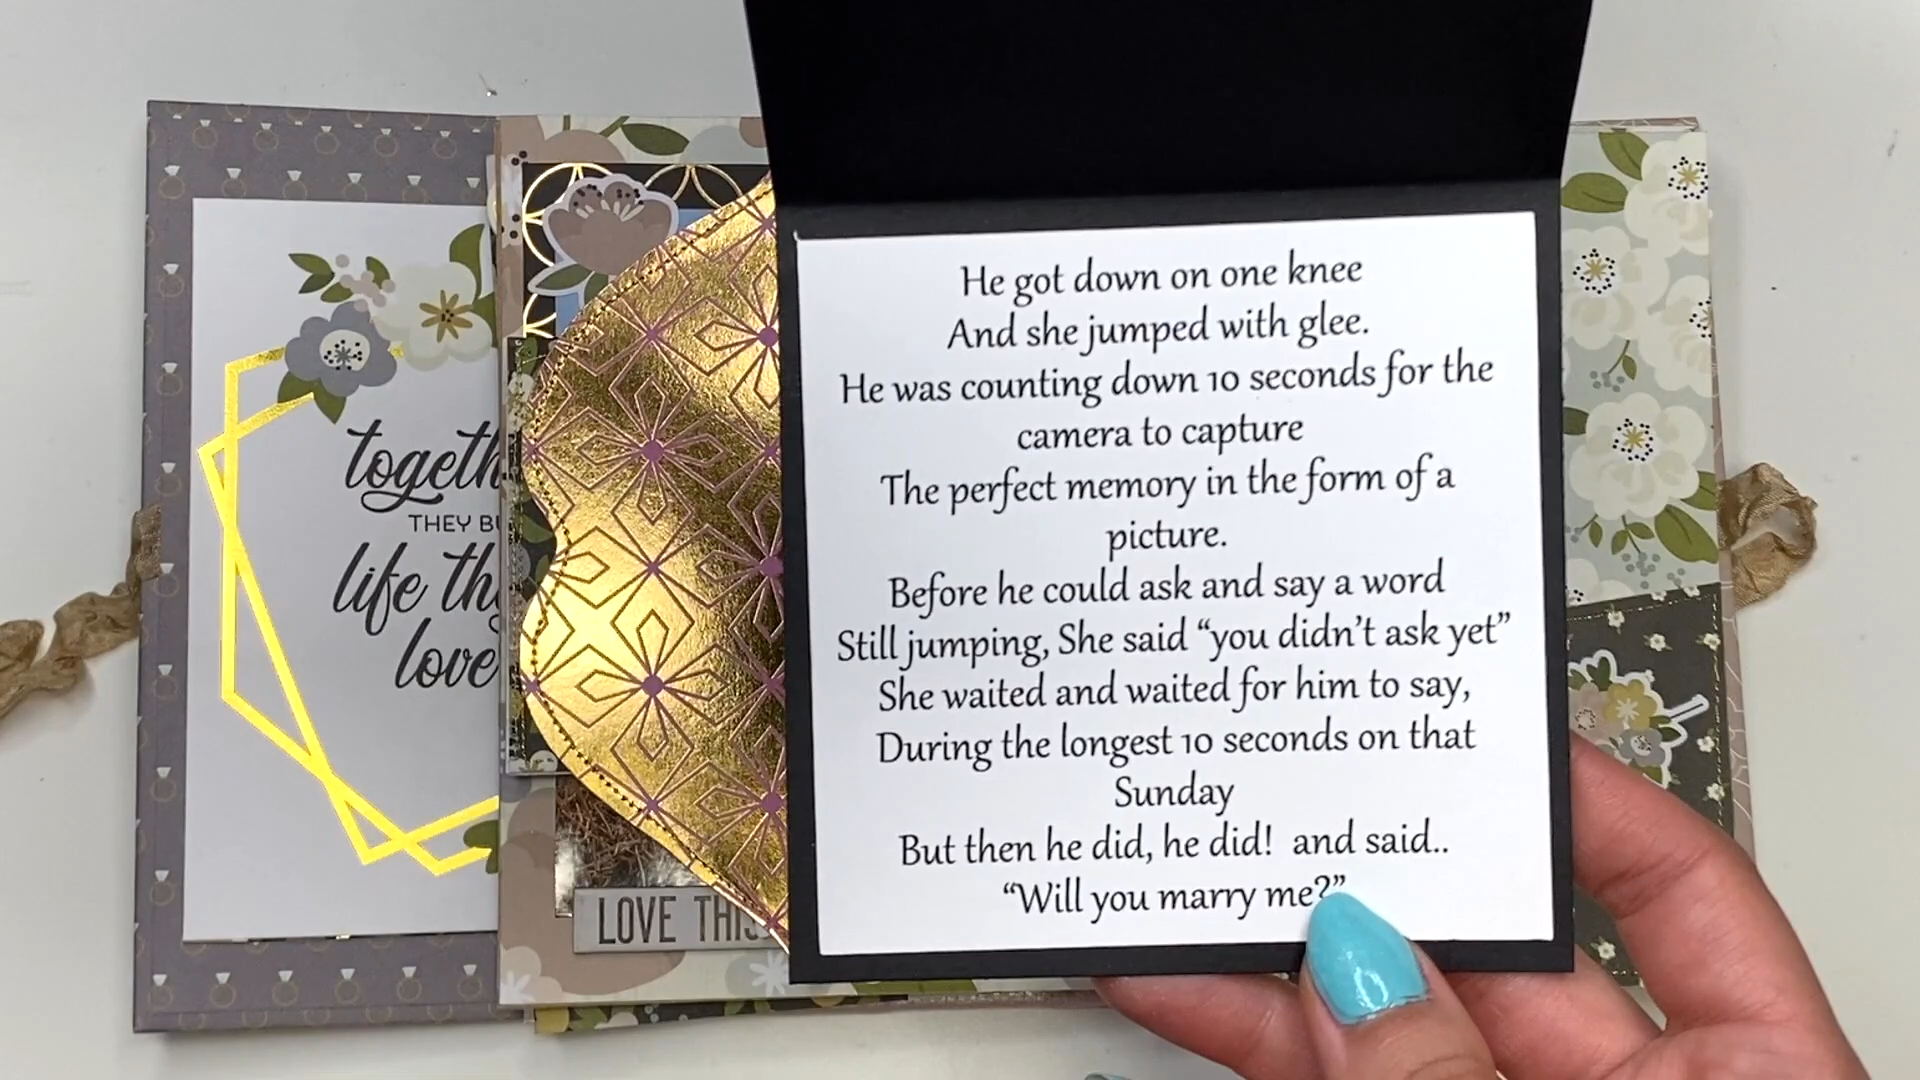 togeth
THEY BU
life th
love
LOVE THIS
He got down on one knee
And she jumped with glee.
He was counting down 10 seconds for the
camera to capture
The perfect memory in the form of a
picture.
Before he could ask and say a word
Still jumping, She said “you didn’t ask yet”
She waited and waited for him to say,
During the longest 10 seconds on that
Sunday
But then he did, he did!  and said..
“Will you marry me?”